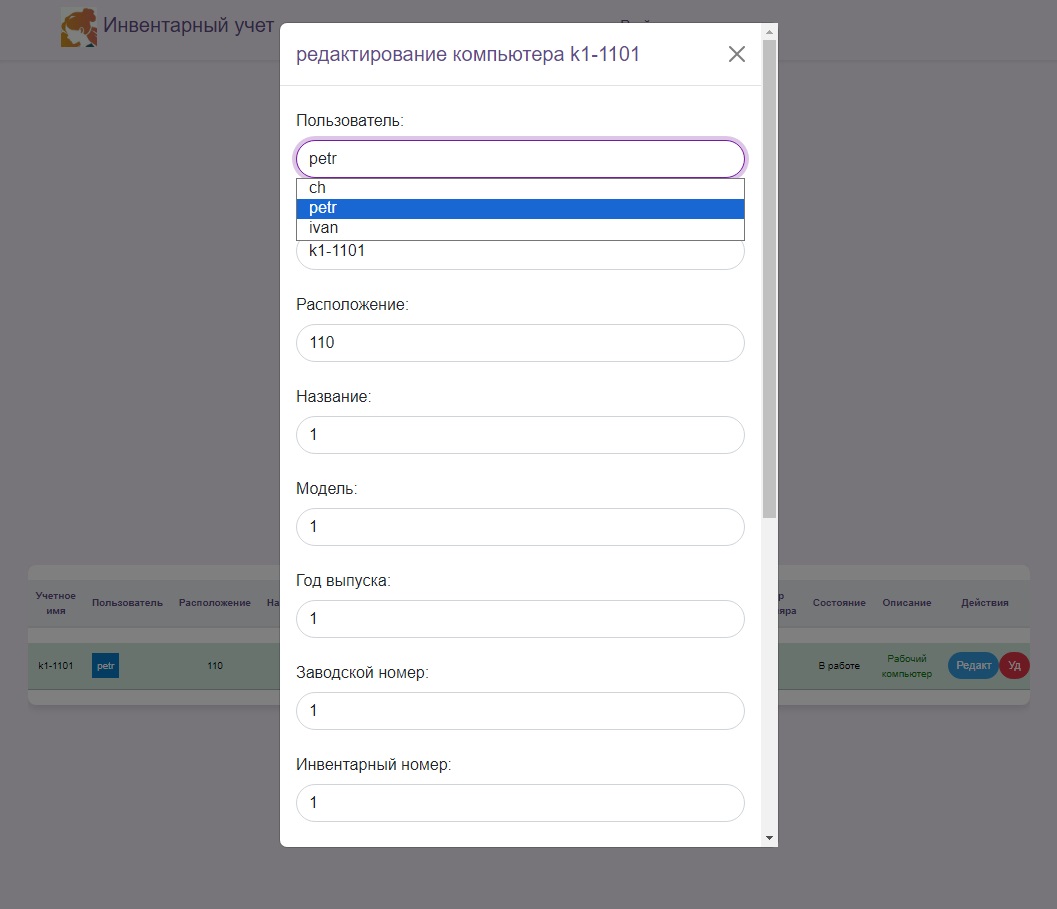 Инвентарный учет
редактирование компьютера k1-1101
Пользователь:
petr
ch
petr
ivan
k1-1101
Расположение:
110
Название:
1
Модель:
1
Год выпуска:
1
Заводской номер:
1
Инвентарный номер:
1
Учетное имя Пользователь Расположение Состояние Описание Действия
k1-1101 petr 110 В работе Рабочий компьютер Редакт Уд